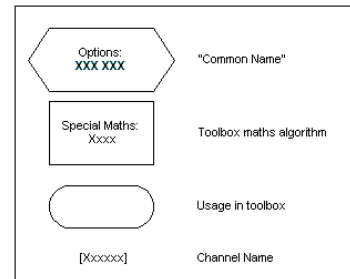 Options:
XXX XXX
"Common Name"
Special Maths:
Xxxx
Toolbox maths algorithm
Usage in toolbox
[Xxxxxx]
Channel Name